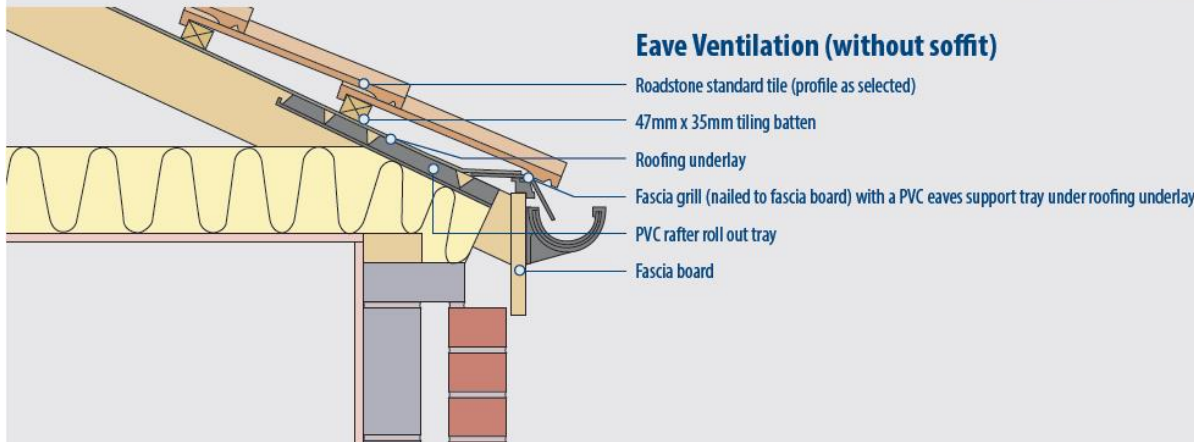 Eave Ventilation (without soffit)
Roadstone standard tile (profile as selected)
47mm x 35mm tiling batten
Roofing underlay
Fascia grill (nailed to fascia board) with a PVC eaves support tray under roofing underlay
PVC rafter roll out tray
Fascia board